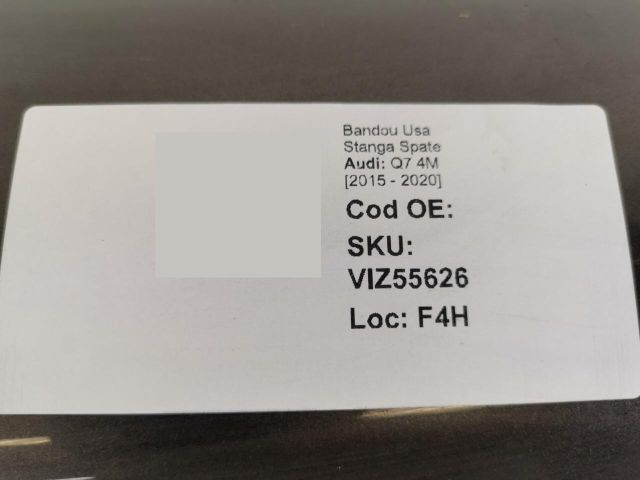 Bandou Usa
Stanga Spate
Audi: Q7 4M
[2015 - 2020]
Cod OE:
SKU:
VIZ55626
Loc: F4H